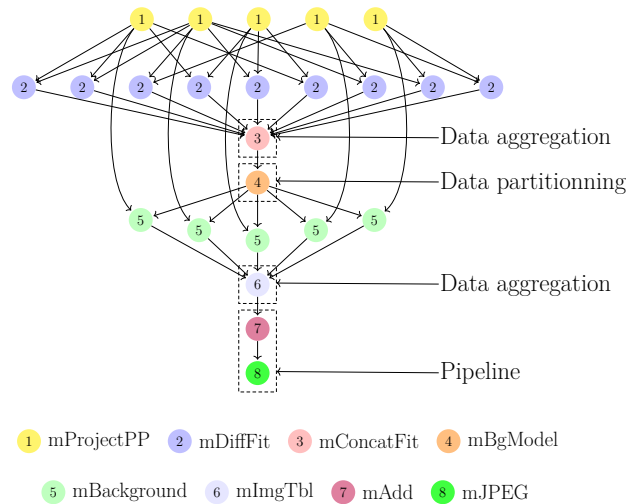 1 1 1 1 1
2 2 2 2 2 2 2 2 2
3 Data aggregation
4 Data partitionning
5 5 5 5 5
6 Data aggregation
7
8 Pipeline
1 mProjectPP 2 mDiffFit 3 mConcatFit 4 mBgModel
5 mBackground 6 mImgTbl 7 mAdd 8 mJPEG